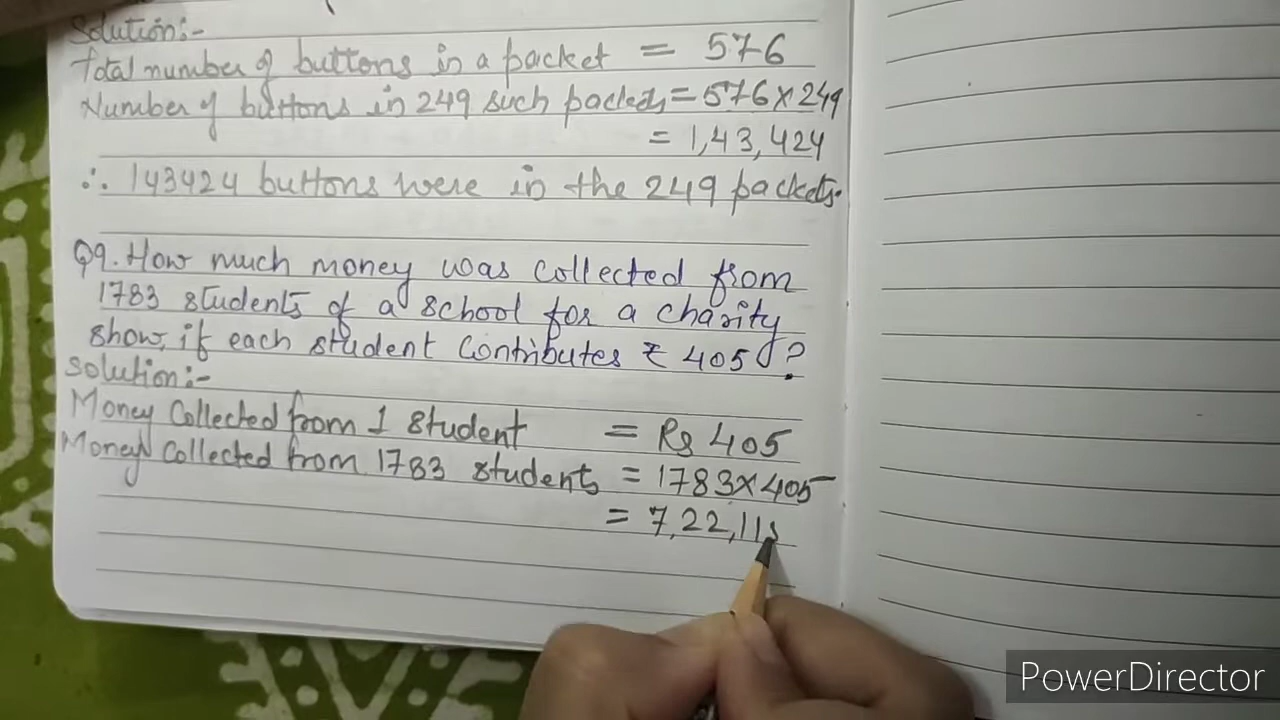 Solution:-
Total number of buttons in a packet = 576
Number of buttons in 249 such packets = 576 × 249
= 1,43,424
∴ 143424 buttons were in the 249 packets.
Q9. How much money was collected from
1783 students of a school for a charity
show, if each student contributes ₹ 405 ?
Solution:-
Money collected from 1 student = Rs 405
Money collected from 1783 students = 1783 × 405
= 7,22,115
PowerDirector